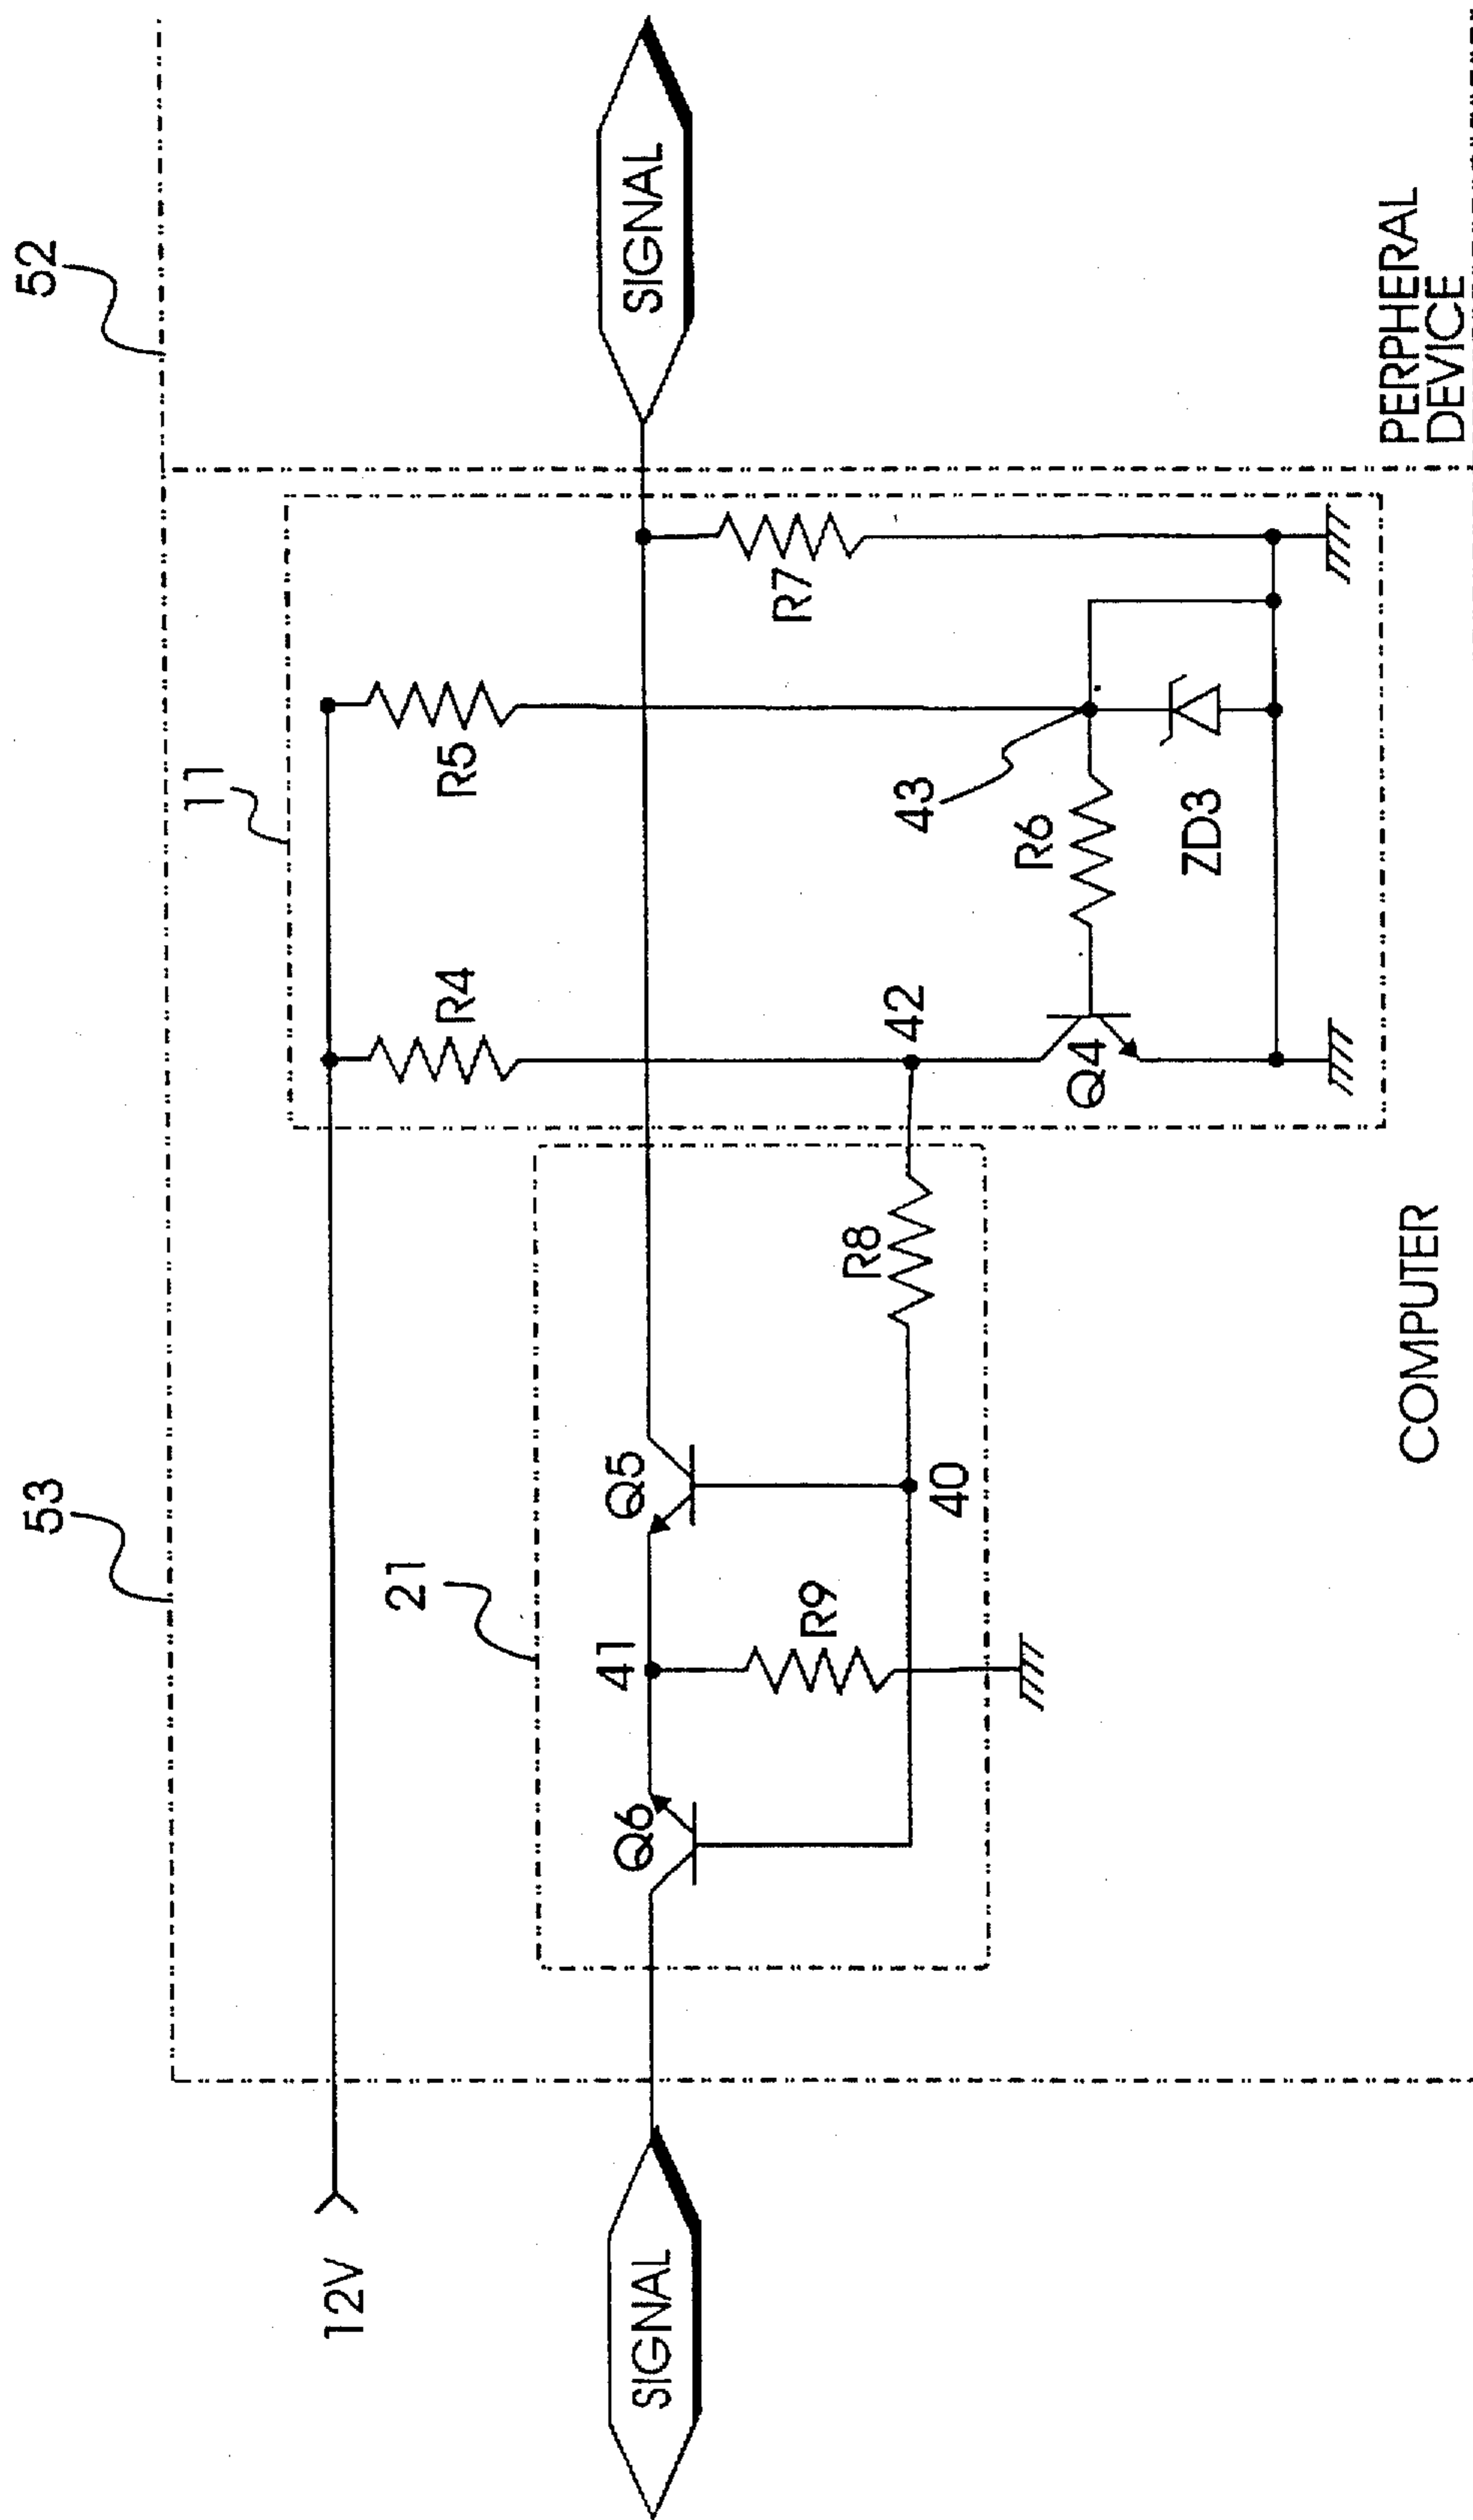 53
52
12V
11
R4
R5
SIGNAL
SIGNAL
21
Q6
41
Q5
R9
R7
R8
42
40
43
R6
Q4
ZD3
COMPUTER
PERPHERAL
DEVICE